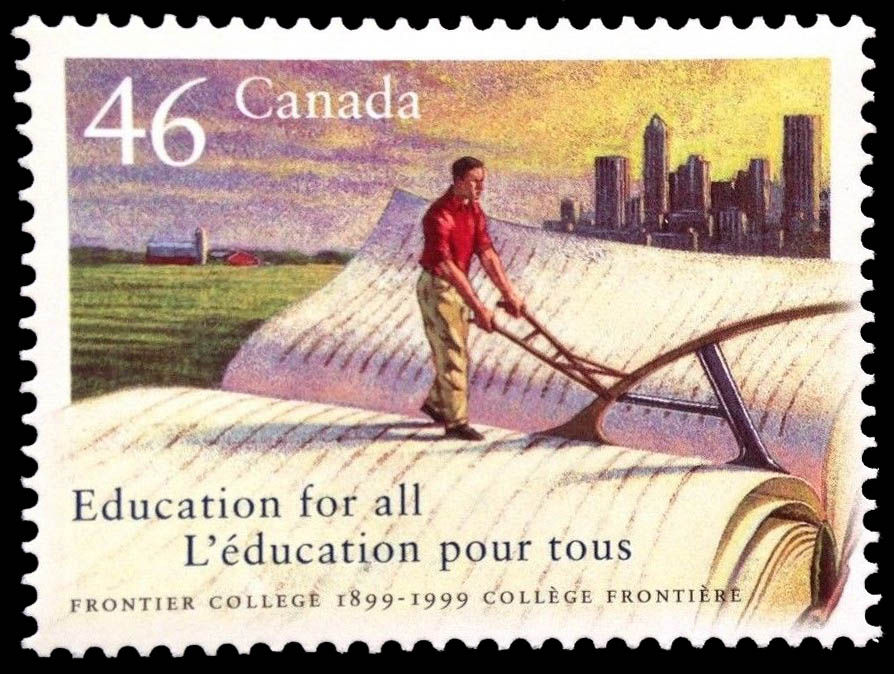 46 Canada
Education for all
L'éducation pour tous
FRONTIER COLLEGE 1899-1999 COLLÈGE FRONTIÈRE